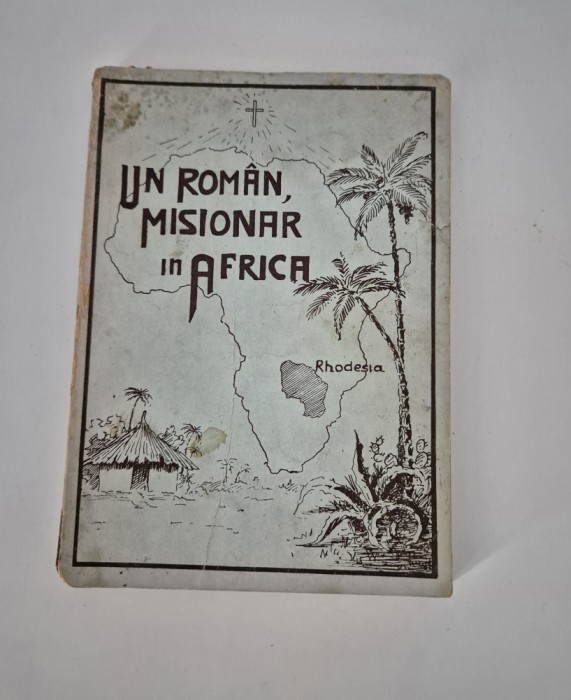 UN ROMÂN,
MISIONAR
in AFRICA
Rhodesia